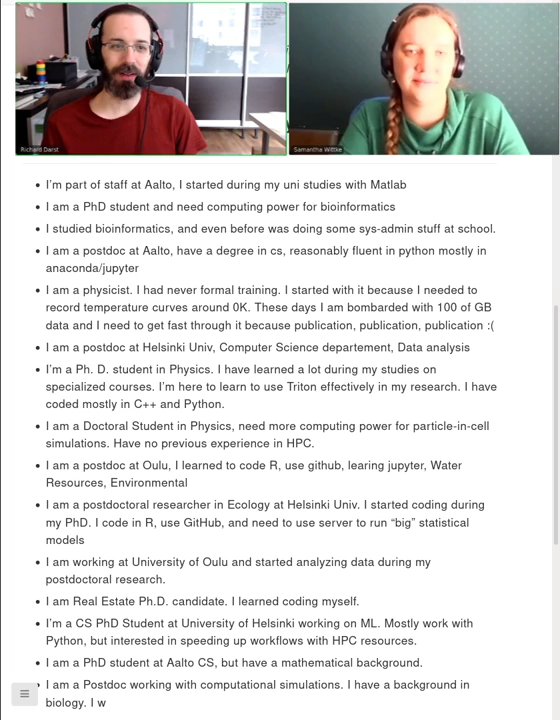 Richard Darst
Samantha Wittke
• I'm part of staff at Aalto, I started during my uni studies with Matlab
• I am a PhD student and need computing power for bioinformatics
• I studied bioinformatics, and even before was doing some sys-admin stuff at school.
• I am a postdoc at Aalto, have a degree in cs, reasonably fluent in python mostly in
anaconda/jupyter
• I am a physicist. I had never formal training. I started with it because I needed to
record temperature curves around 0K. These days I am bombarded with 100 of GB
data and I need to get fast through it because publication, publication, publication :(
• I am a postdoc at Helsinki Univ, Computer Science departement, Data analysis
• I'm a Ph. D. student in Physics. I have learned a lot during my studies on
specialized courses. I'm here to learn to use Triton effectively in my research. I have
coded mostly in C++ and Python.
• I am a Doctoral Student in Physics, need more computing power for particle-in-cell
simulations. Have no previous experience in HPC.
• I am a postdoc at Oulu, I learned to code R, use github, learing jupyter, Water
Resources, Environmental
• I am a postdoctoral researcher in Ecology at Helsinki Univ. I started coding during
my PhD. I code in R, use GitHub, and need to use server to run “big” statistical
models
• I am working at University of Oulu and started analyzing data during my
postdoctoral research.
• I am Real Estate Ph.D. candidate. I learned coding myself.
• I'm a CS PhD Student at University of Helsinki working on ML. Mostly work with
Python, but interested in speeding up workflows with HPC resources.
• I am a PhD student at Aalto CS, but have a mathematical background.
• I am a Postdoc working with computational simulations. I have a background in
biology. I w